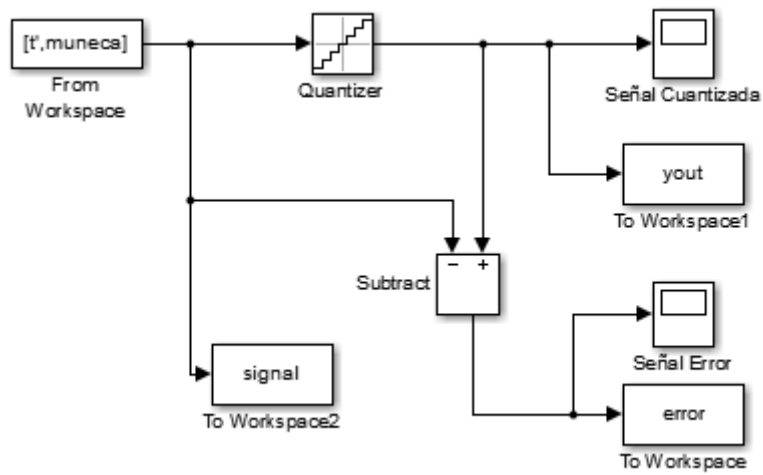 [t',muneca]
From
Workspace
Quantizer
Señal Cuantizada
yout
To Workspace1
− +
Subtract
Señal Error
signal
To Workspace2
error
To Workspace